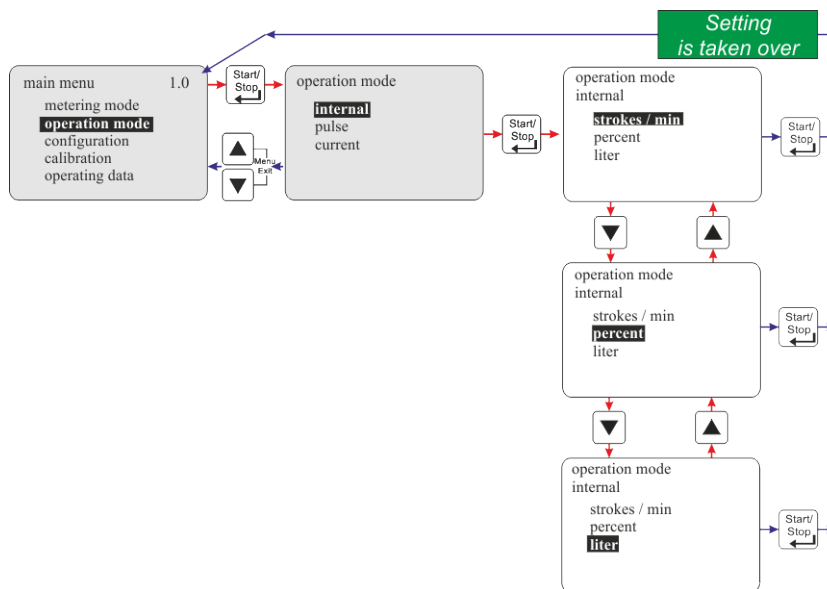 Setting
is taken over
main menu 1.0
metering mode
operation mode
configuration
calibration
operating data
Start/
Stop
Menu
Exit
operation mode
internal
pulse
current
Start/
Stop
operation mode
internal
strokes / min
percent
liter
Start/
Stop
operation mode
internal
strokes / min
percent
liter
Start/
Stop
operation mode
internal
strokes / min
percent
liter
Start/
Stop